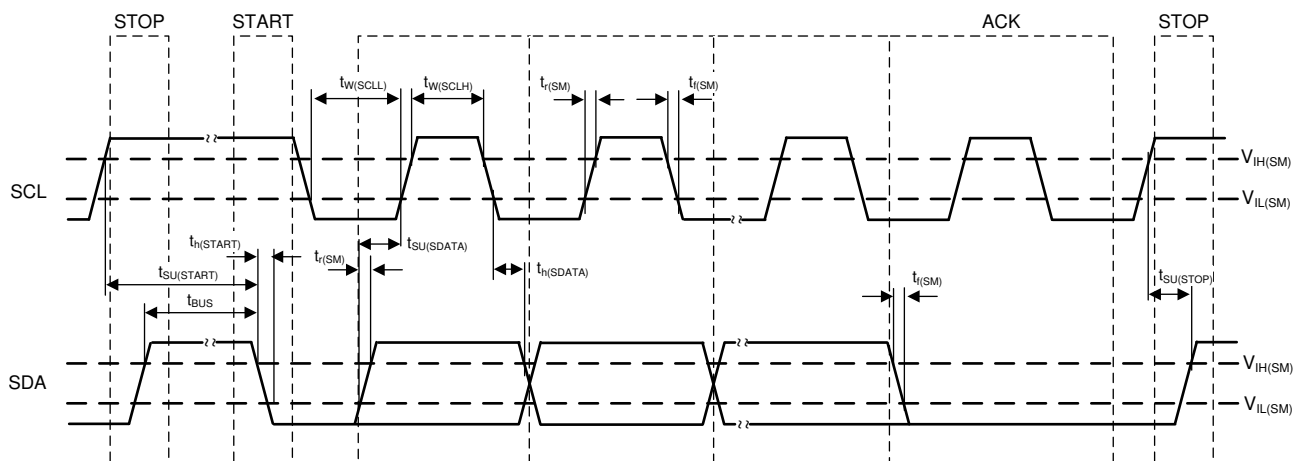 STOP START ACK STOP
tW(SCLL) tW(SCLH) tr(SM) tf(SM)
VIH(SM)
SCL
VIL(SM)
th(START) tr(SM) tSU(SDATA)
tSU(START) th(SDATA) tf(SM) tSU(STOP)
tBUS
VIH(SM)
SDA
VIL(SM)